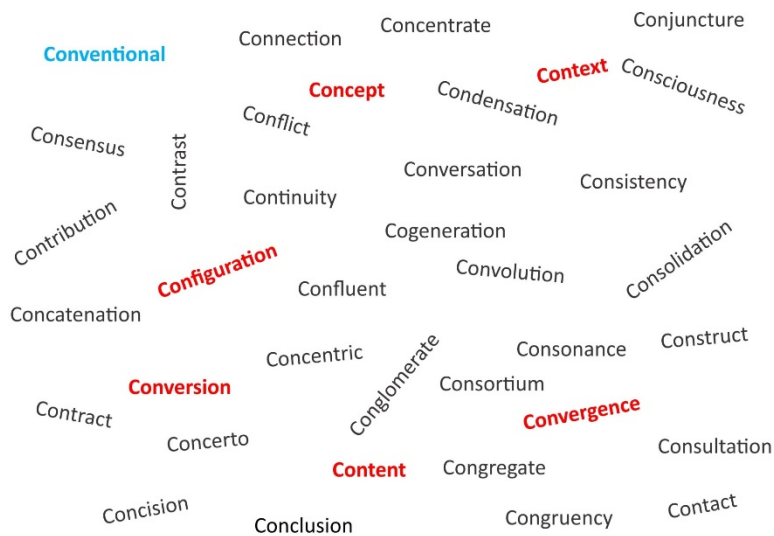 Conjuncture
Concentrate
Connection
Conventional
Context
Consciousness
Concept
Condensation
Conflict
Consensus
Contrast
Conversation
Consistency
Continuity
Contribution
Cogeneration
Configuration
Convolution
Consolidation
Confluent
Concatenation
Concentric
Conglomerate
Consonance
Construct
Conversion
Consortium
Convergence
Contract
Concerto
Content
Congregate
Consultation
Concision
Conclusion
Congruency
Contact